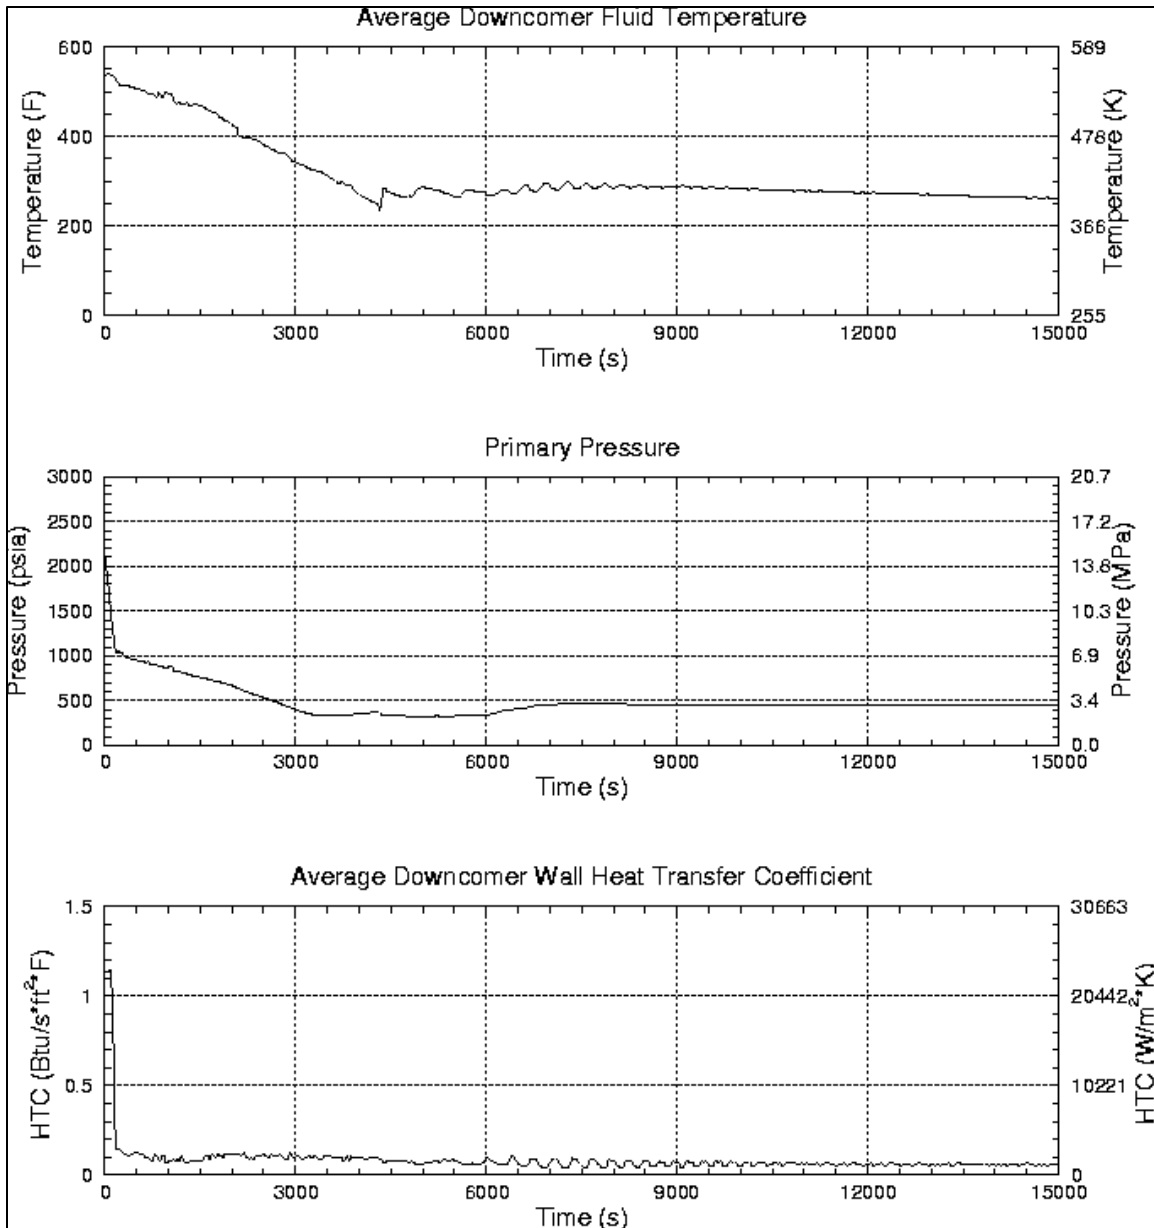 Average Downcomer Fluid Temperature
600
400
200
0
589
478
366
255
Temperature (F)
Temperature (K)
0 3000 6000 9000 12000 15000
Time (s)
Primary Pressure
3000
2500
2000
1500
1000
500
0
20.7
17.2
13.8
10.3
6.9
3.4
0.0
Pressure (psia)
Pressure (MPa)
0 3000 6000 9000 12000 15000
Time (s)
Average Downcomer Wall Heat Transfer Coefficient
1.5
1
0.5
0
30663
20442
10221
0
HTC (Btu/s*ft²*F)
HTC (W/m²*K)
0 3000 6000 9000 12000 15000
Time (s)